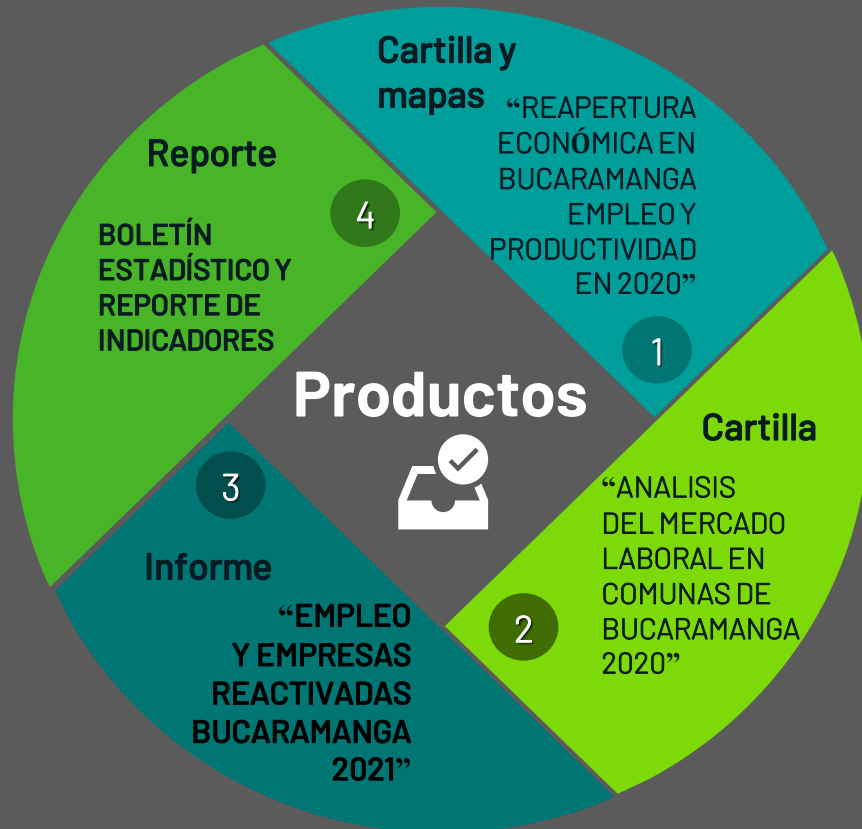 Productos
Cartilla y
mapas
“REAPERTURA
ECONÓMICA EN
BUCARAMANGA
EMPLEO Y
PRODUCTIVIDAD
EN 2020”
1
Cartilla
“ANALISIS
DEL MERCADO
LABORAL EN
COMUNAS DE
BUCARAMANGA
2020”
2
3
Informe
“EMPLEO
Y EMPRESAS
REACTIVADAS
BUCARAMANGA
2021”
Reporte
4
BOLETÍN
ESTADÍSTICO Y
REPORTE DE
INDICADORES